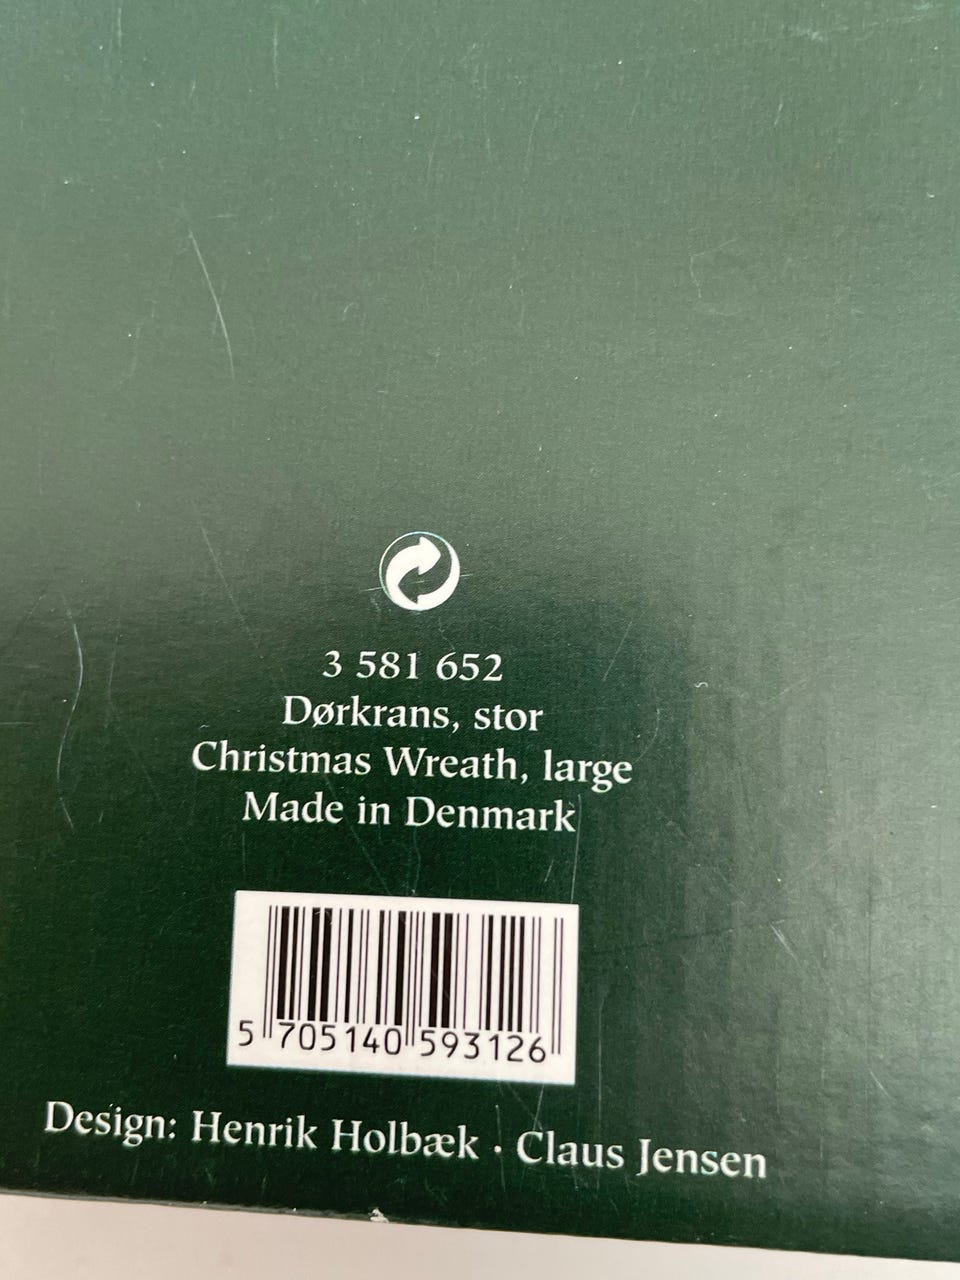 3 581 652
Dørkrans, stor
Christmas Wreath, large
Made in Denmark
5 705140 593126
Design: Henrik Holbæk · Claus Jensen